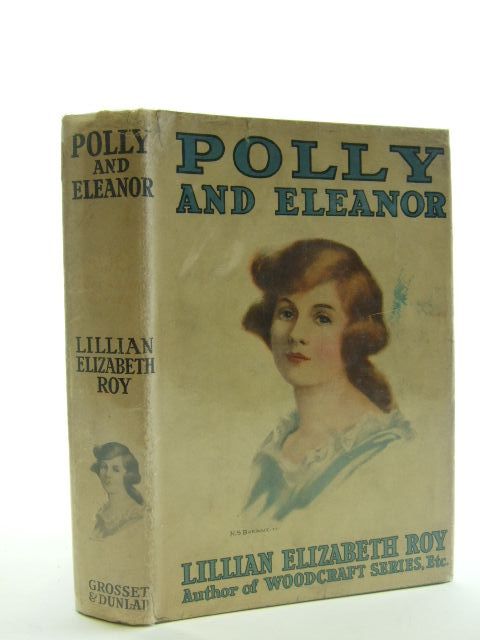 POLLY
AND
ELEANOR
LILLIAN
ELIZABETH
ROY
GROSSET
& DUNLAP
POLLY
AND ELEANOR
LILLIAN ELIZABETH ROY
Author of WOODCRAFT SERIES, Etc.